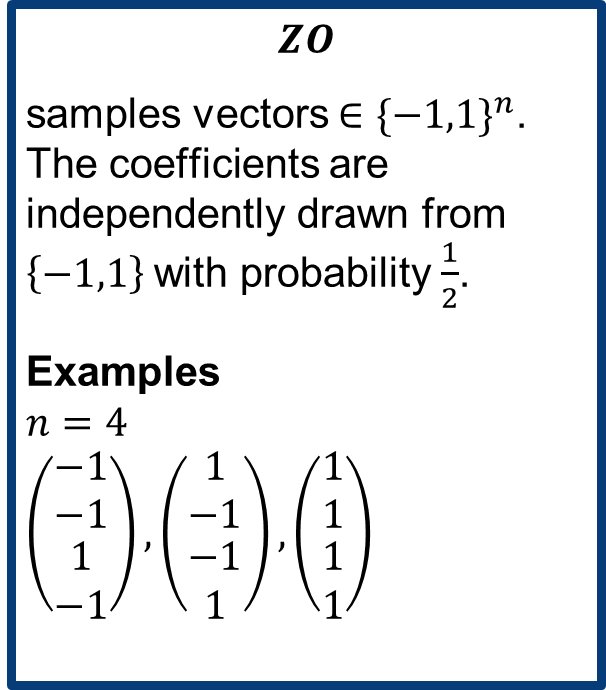 ZO
samples vectors ∈ {−1,1}ⁿ.
The coefficients are
independently drawn from
{−1,1} with probability 1/2.
Examples
n = 4
(−1 −1 1 −1), (1 −1 −1 1), (1 1 1 1)